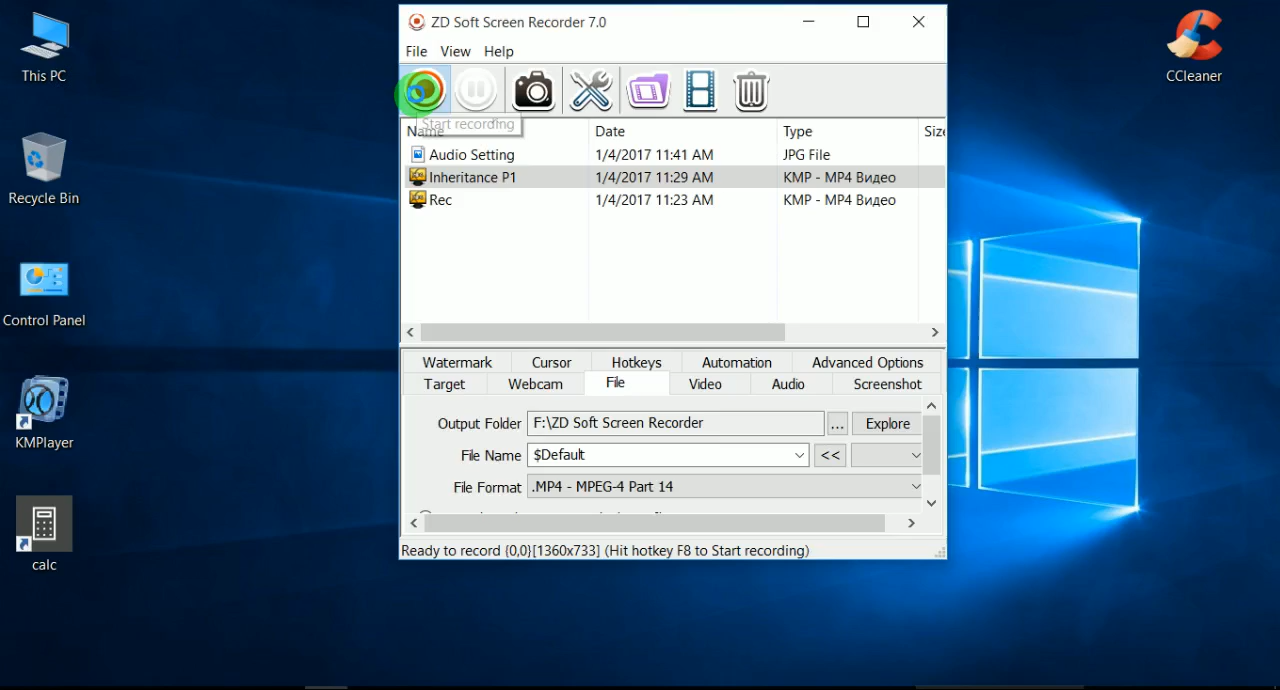 ZD Soft Screen Recorder 7.0
File View Help
Start recording
Name Date Type Size
Audio Setting 1/4/2017 11:41 AM JPG File
Inheritance P1 1/4/2017 11:29 AM KMP - MP4 Видео
Rec 1/4/2017 11:23 AM KMP - MP4 Видео
Watermark Cursor Hotkeys Automation Advanced Options
Target Webcam File Video Audio Screenshot
Output Folder F:\ZD Soft Screen Recorder ... Explore
File Name $Default <<
File Format .MP4 - MPEG-4 Part 14
Ready to record {0,0}[1360x733] (Hit hotkey F8 to Start recording)
This PC
Recycle Bin
Control Panel
KMPlayer
calc
CCleaner